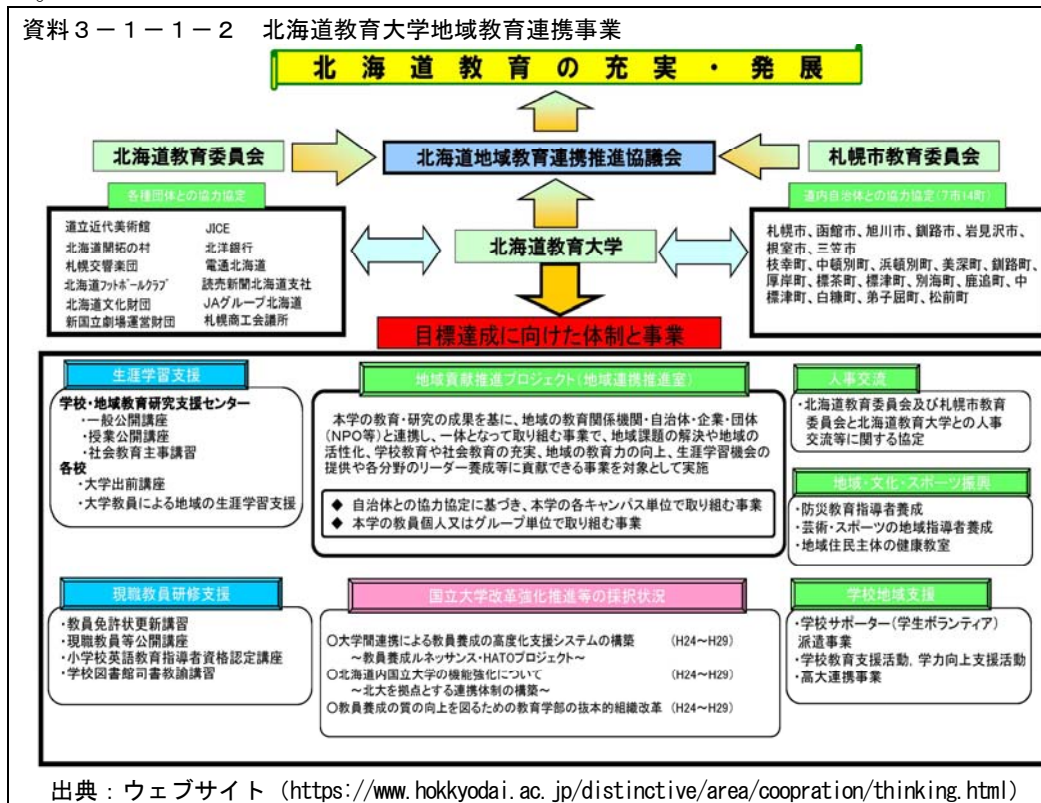 資料3-1-1-2 北海道教育大学地域教育連携事業
北海道教育の充実・発展
北海道教育委員会
北海道地域教育連携推進協議会
札幌市教育委員会
各種団体との協力協定
道立近代美術館 JICE
北海道開拓の村 北洋銀行
札幌交響楽団 電通北海道
北海道フットボールクラブ 読売新聞北海道支社
北海道文化財団 JAグループ北海道
新国立劇場運営財団 札幌商工会議所
北海道教育大学
道内自治体との協力協定(7市14町)
札幌市、函館市、旭川市、釧路市、岩見沢市、
根室市、三笠市
枝幸町、中頓別町、浜頓別町、美深町、釧路町、
厚岸町、標茶町、標津町、別海町、鹿追町、中
標津町、白糠町、弟子屈町、松前町
目標達成に向けた体制と事業
生涯学習支援
学校・地域教育研究支援センター
・一般公開講座
・授業公開講座
・社会教育主事講習
各校
・大学出前講座
・大学教員による地域の生涯学習支援
地域貢献推進プロジェクト(地域連携推進室)
本学の教育・研究の成果を基に、地域の教育関係機関・自治体・企業・団体
(NPO等)と連携し、一体となって取り組む事業で、地域課題の解決や地域の
活性化、学校教育や社会教育の充実、地域の教育力の向上、生涯学習機会の
提供や各分野のリーダー養成等に貢献できる事業を対象として実施
◆ 自治体との協力協定に基づき、本学の各キャンパス単位で取り組む事業
◆ 本学の教員個人又はグループ単位で取り組む事業
人事交流
・北海道教育委員会及び札幌市教育
委員会と北海道教育大学との人事
交流等に関する協定
地域・文化・スポーツ振興
・防災教育指導者養成
・芸術・スポーツの地域指導者養成
・地域住民主体の健康教室
現職教員研修支援
・教員免許状更新講習
・現職教員等公開講座
・小学校英語教育指導者資格認定講座
・学校図書館司書教諭講習
国立大学改革強化推進等の採択状況
○大学間連携による教員養成の高度化支援システムの構築 (H24~H29)
~教員養成ルネッサンス・HATOプロジェクト~
○北海道内国立大学の機能強化について (H24~H29)
~北大を拠点とする連携体制の構築~
○教員養成の質の向上を図るための教育学部の抜本的組織改革 (H24~H29)
学校地域支援
・学校サポーター(学生ボランティア)
派遣事業
・学校教育支援活動, 学力向上支援活動
・高大連携事業
出典:ウェブサイト(https://www.hokkyodai.ac.jp/distinctive/area/coopration/thinking.html)